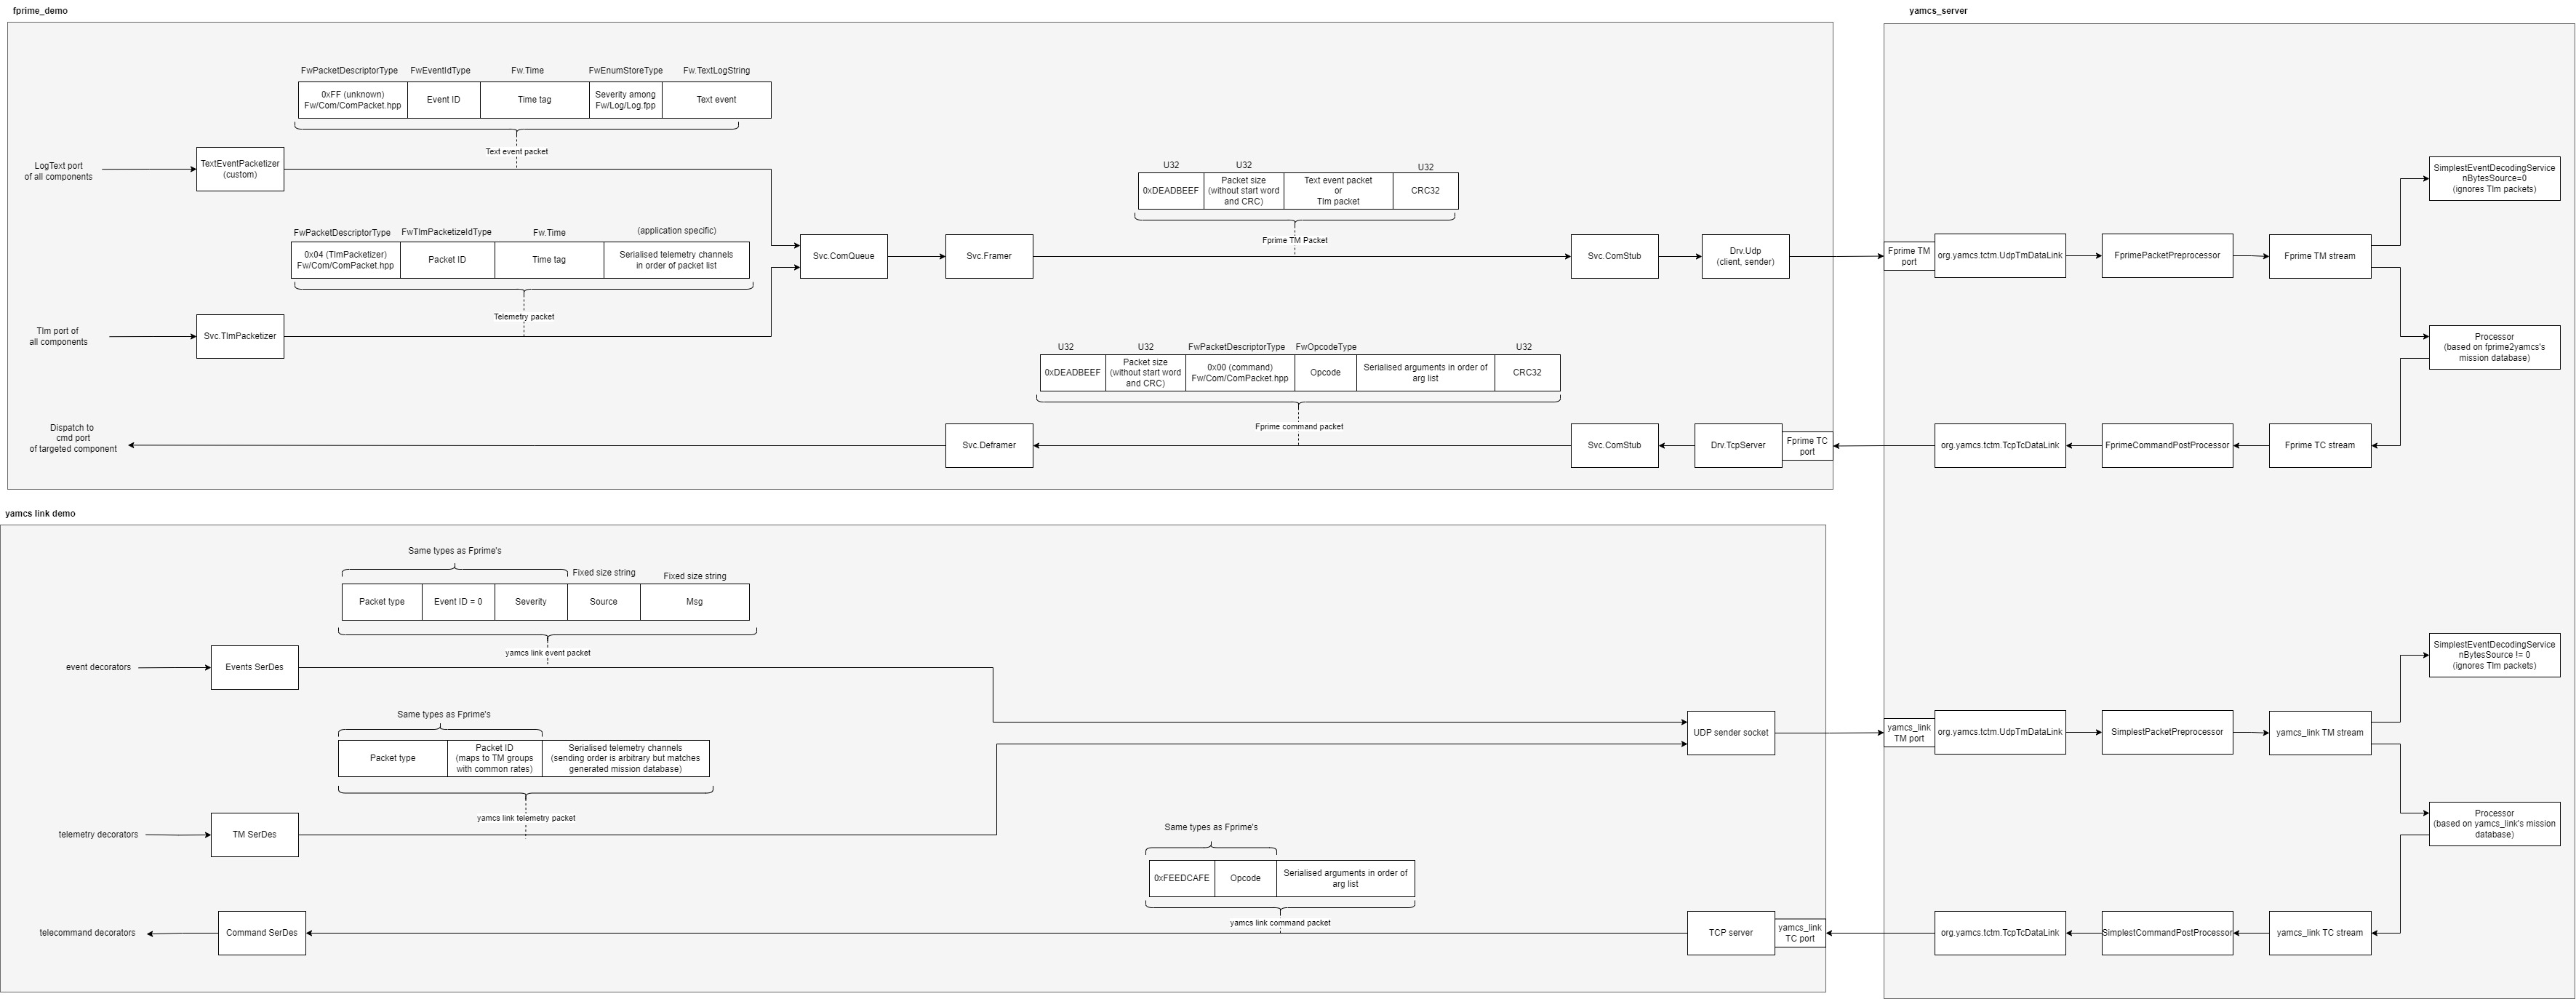 fprime_demo
yamcs_server
FwPacketDescriptorType
FwEventIdType
Fw.Time
FwEnumStoreType
Fw.TextLogString
0xFF (unknown)
Fw/Com/ComPacket.hpp
Event ID
Time tag
Severity among
Fw/Log/Log.fpp
Text event
Text event packet
LogText port
of all components
TextEventPacketizer
(custom)
FwPacketDescriptorType
FwTlmPacketizeIdType
Fw.Time
(application specific)
0x04 (TlmPacketizer)
Fw/Com/ComPacket.hpp
Packet ID
Time tag
Serialised telemetry channels
in order of packet list
Telemetry packet
Tlm port of
all components
Svc.TlmPacketizer
Svc.ComQueue
Svc.Framer
U32
U32
U32
0xDEADBEEF
Packet size
(without start word
and CRC)
Text event packet
or
Tlm packet
CRC32
Fprime TM Packet
Svc.ComStub
Drv.Udp
(client, sender)
Fprime TM
port
org.yamcs.tctm.UdpTmDataLink
FprimePacketPreprocessor
Fprime TM stream
SimplestEventDecodingService
nBytesSource=0
(ignores Tlm packets)
Processor
(based on fprime2yamcs's
mission database)
U32
U32
FwPacketDescriptorType
FwOpcodeType
U32
0xDEADBEEF
Packet size
(without start word
and CRC)
0x00 (command)
Fw/Com/ComPacket.hpp
Opcode
Serialised arguments in order of
arg list
CRC32
Fprime command packet
Dispatch to
cmd port
of targeted component
Svc.Deframer
Svc.ComStub
Drv.TcpServer
Fprime TC
port
org.yamcs.tctm.TcpTcDataLink
FprimeCommandPostProcessor
Fprime TC stream
yamcs link demo
Same types as Fprime's
Fixed size string
Fixed size string
Packet type
Event ID = 0
Severity
Source
Msg
yamcs link event packet
event decorators
Events SerDes
Same types as Fprime's
Packet type
Packet ID
(maps to TM groups
with common rates)
Serialised telemetry channels
(sending order is arbitrary but matches
generated mission database)
yamcs link telemetry packet
telemetry decorators
TM SerDes
UDP sender socket
yamcs_link
TM port
org.yamcs.tctm.UdpTmDataLink
SimplestPacketPreprocessor
yamcs_link TM stream
SimplestEventDecodingService
nBytesSource != 0
(ignores Tlm packets)
Processor
(based on yamcs_link's mission
database)
Same types as Fprime's
0xFEEDCAFE
Opcode
Serialised arguments in order of
arg list
yamcs link command packet
telecommand decorators
Command SerDes
TCP server
yamcs_link
TC port
org.yamcs.tctm.TcpTcDataLink
SimplestCommandPostProcessor
yamcs_link TC stream